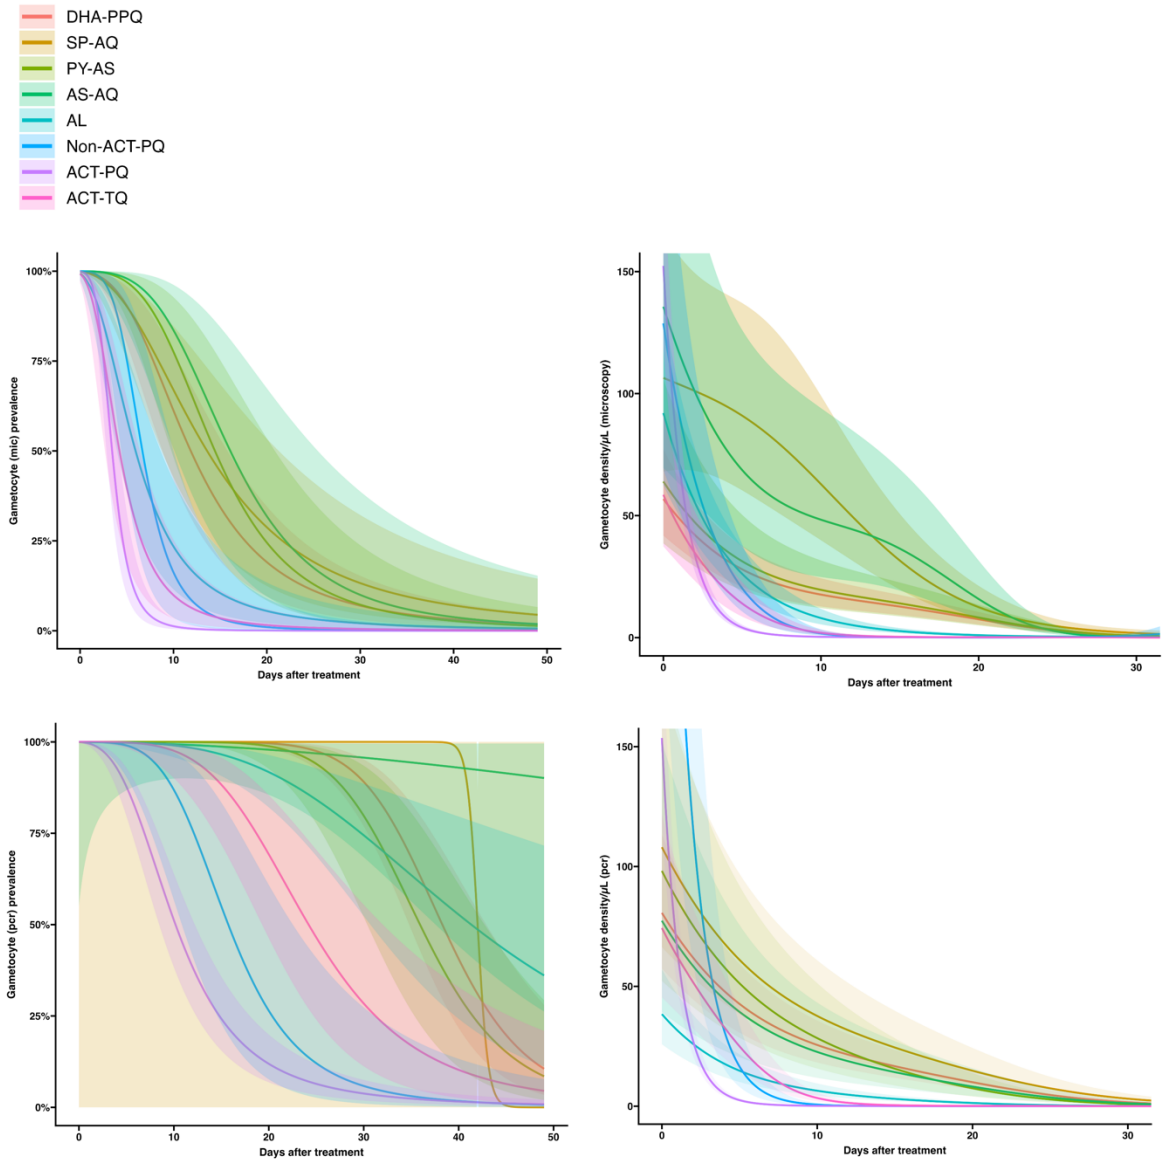 DHA-PPQ
SP-AQ
PY-AS
AS-AQ
AL
Non-ACT-PQ
ACT-PQ
ACT-TQ
Gametocyte (mic) prevalence
100%
75%
50%
25%
0%
0 10 20 30 40 50
Days after treatment
Gametocyte density/μL (microscopy)
150
100
50
0
0 10 20 30
Days after treatment
Gametocyte (pcr) prevalence
100%
75%
50%
25%
0%
0 10 20 30 40 50
Days after treatment
Gametocyte density/μL (pcr)
150
100
50
0
0 10 20 30
Days after treatment